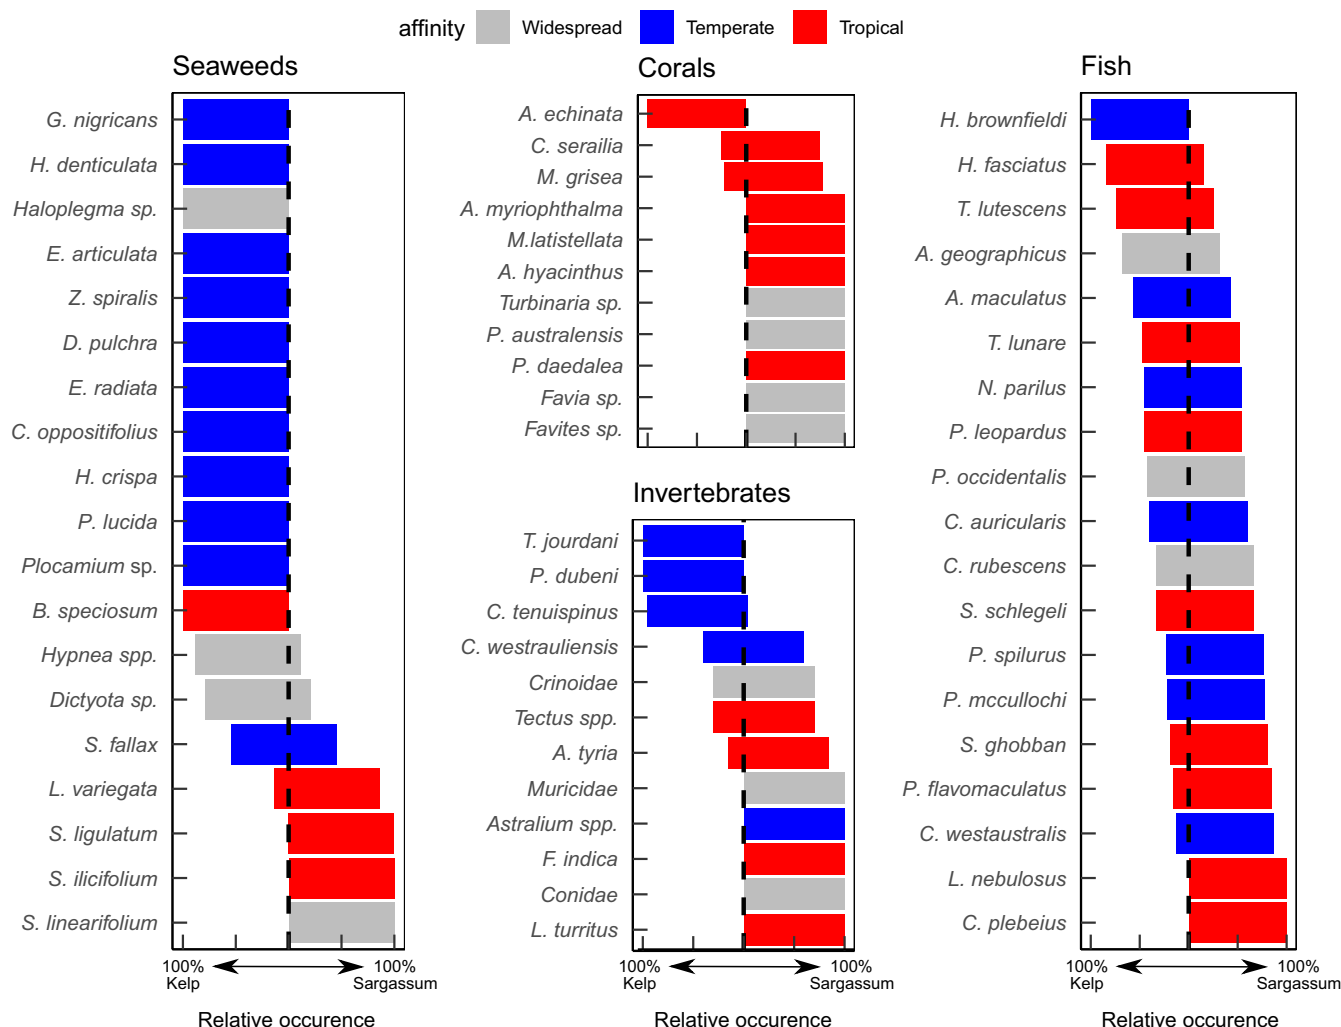 affinity Widespread Temperate Tropical
Seaweeds
G. nigricans
H. denticulata
Haloplegma sp.
E. articulata
Z. spiralis
D. pulchra
E. radiata
C. oppositifolius
H. crispa
P. lucida
Plocamium sp.
B. speciosum
Hypnea spp.
Dictyota sp.
S. fallax
L. variegata
S. ligulatum
S. ilicifolium
S. linearifolium
100% 100%
Kelp Sargassum
Relative occurence
Corals
A. echinata
C. serailia
M. grisea
A. myriophthalma
M.latistellata
A. hyacinthus
Turbinaria sp.
P. australensis
P. daedalea
Favia sp.
Favites sp.
Invertebrates
T. jourdani
P. dubeni
C. tenuispinus
C. westrauliensis
Crinoidae
Tectus spp.
A. tyria
Muricidae
Astralium spp.
F. indica
Conidae
L. turritus
100% 100%
Kelp Sargassum
Relative occurence
Fish
H. brownfieldi
H. fasciatus
T. lutescens
A. geographicus
A. maculatus
T. lunare
N. parilus
P. leopardus
P. occidentalis
C. auricularis
C. rubescens
S. schlegeli
P. spilurus
P. mccullochi
S. ghobban
P. flavomaculatus
C. westaustralis
L. nebulosus
C. plebeius
100% 100%
Kelp Sargassum
Relative occurence